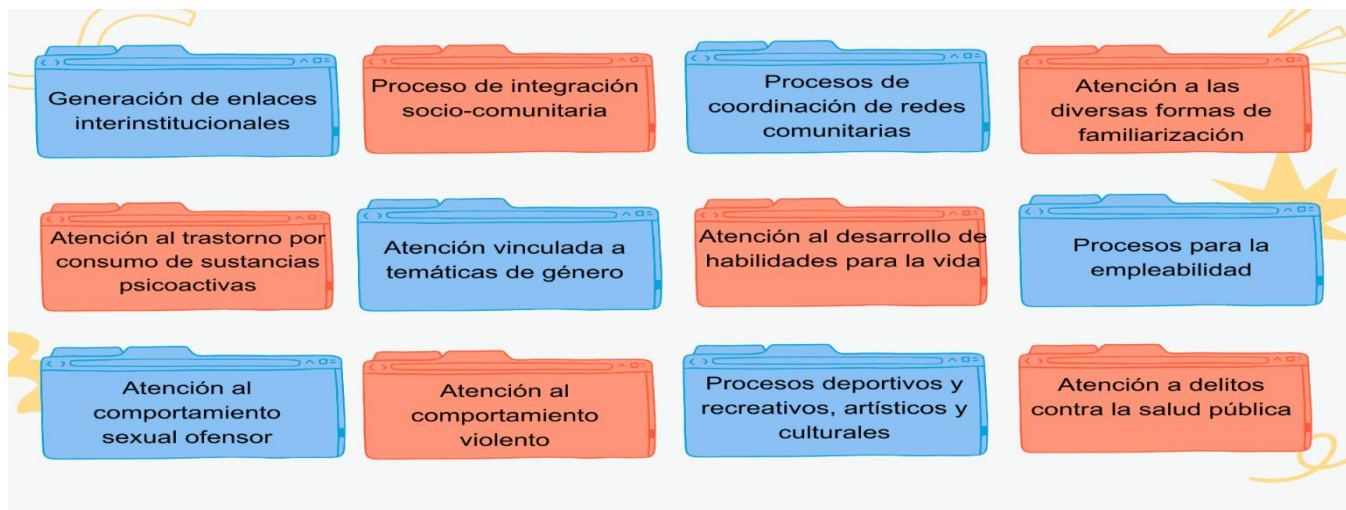 Generación de enlaces
interinstitucionales
Proceso de integración
socio-comunitaria
Procesos de
coordinación de redes
comunitarias
Atención a las
diversas formas de
familiarización
Atención al trastorno por
consumo de sustancias
psicoactivas
Atención vinculada a
temáticas de género
Atención al desarrollo de
habilidades para la vida
Procesos para la
empleabilidad
Atención al
comportamiento
sexual ofensor
Atención al
comportamiento
violento
Procesos deportivos y
recreativos, artísticos y
culturales
Atención a delitos
contra la salud pública